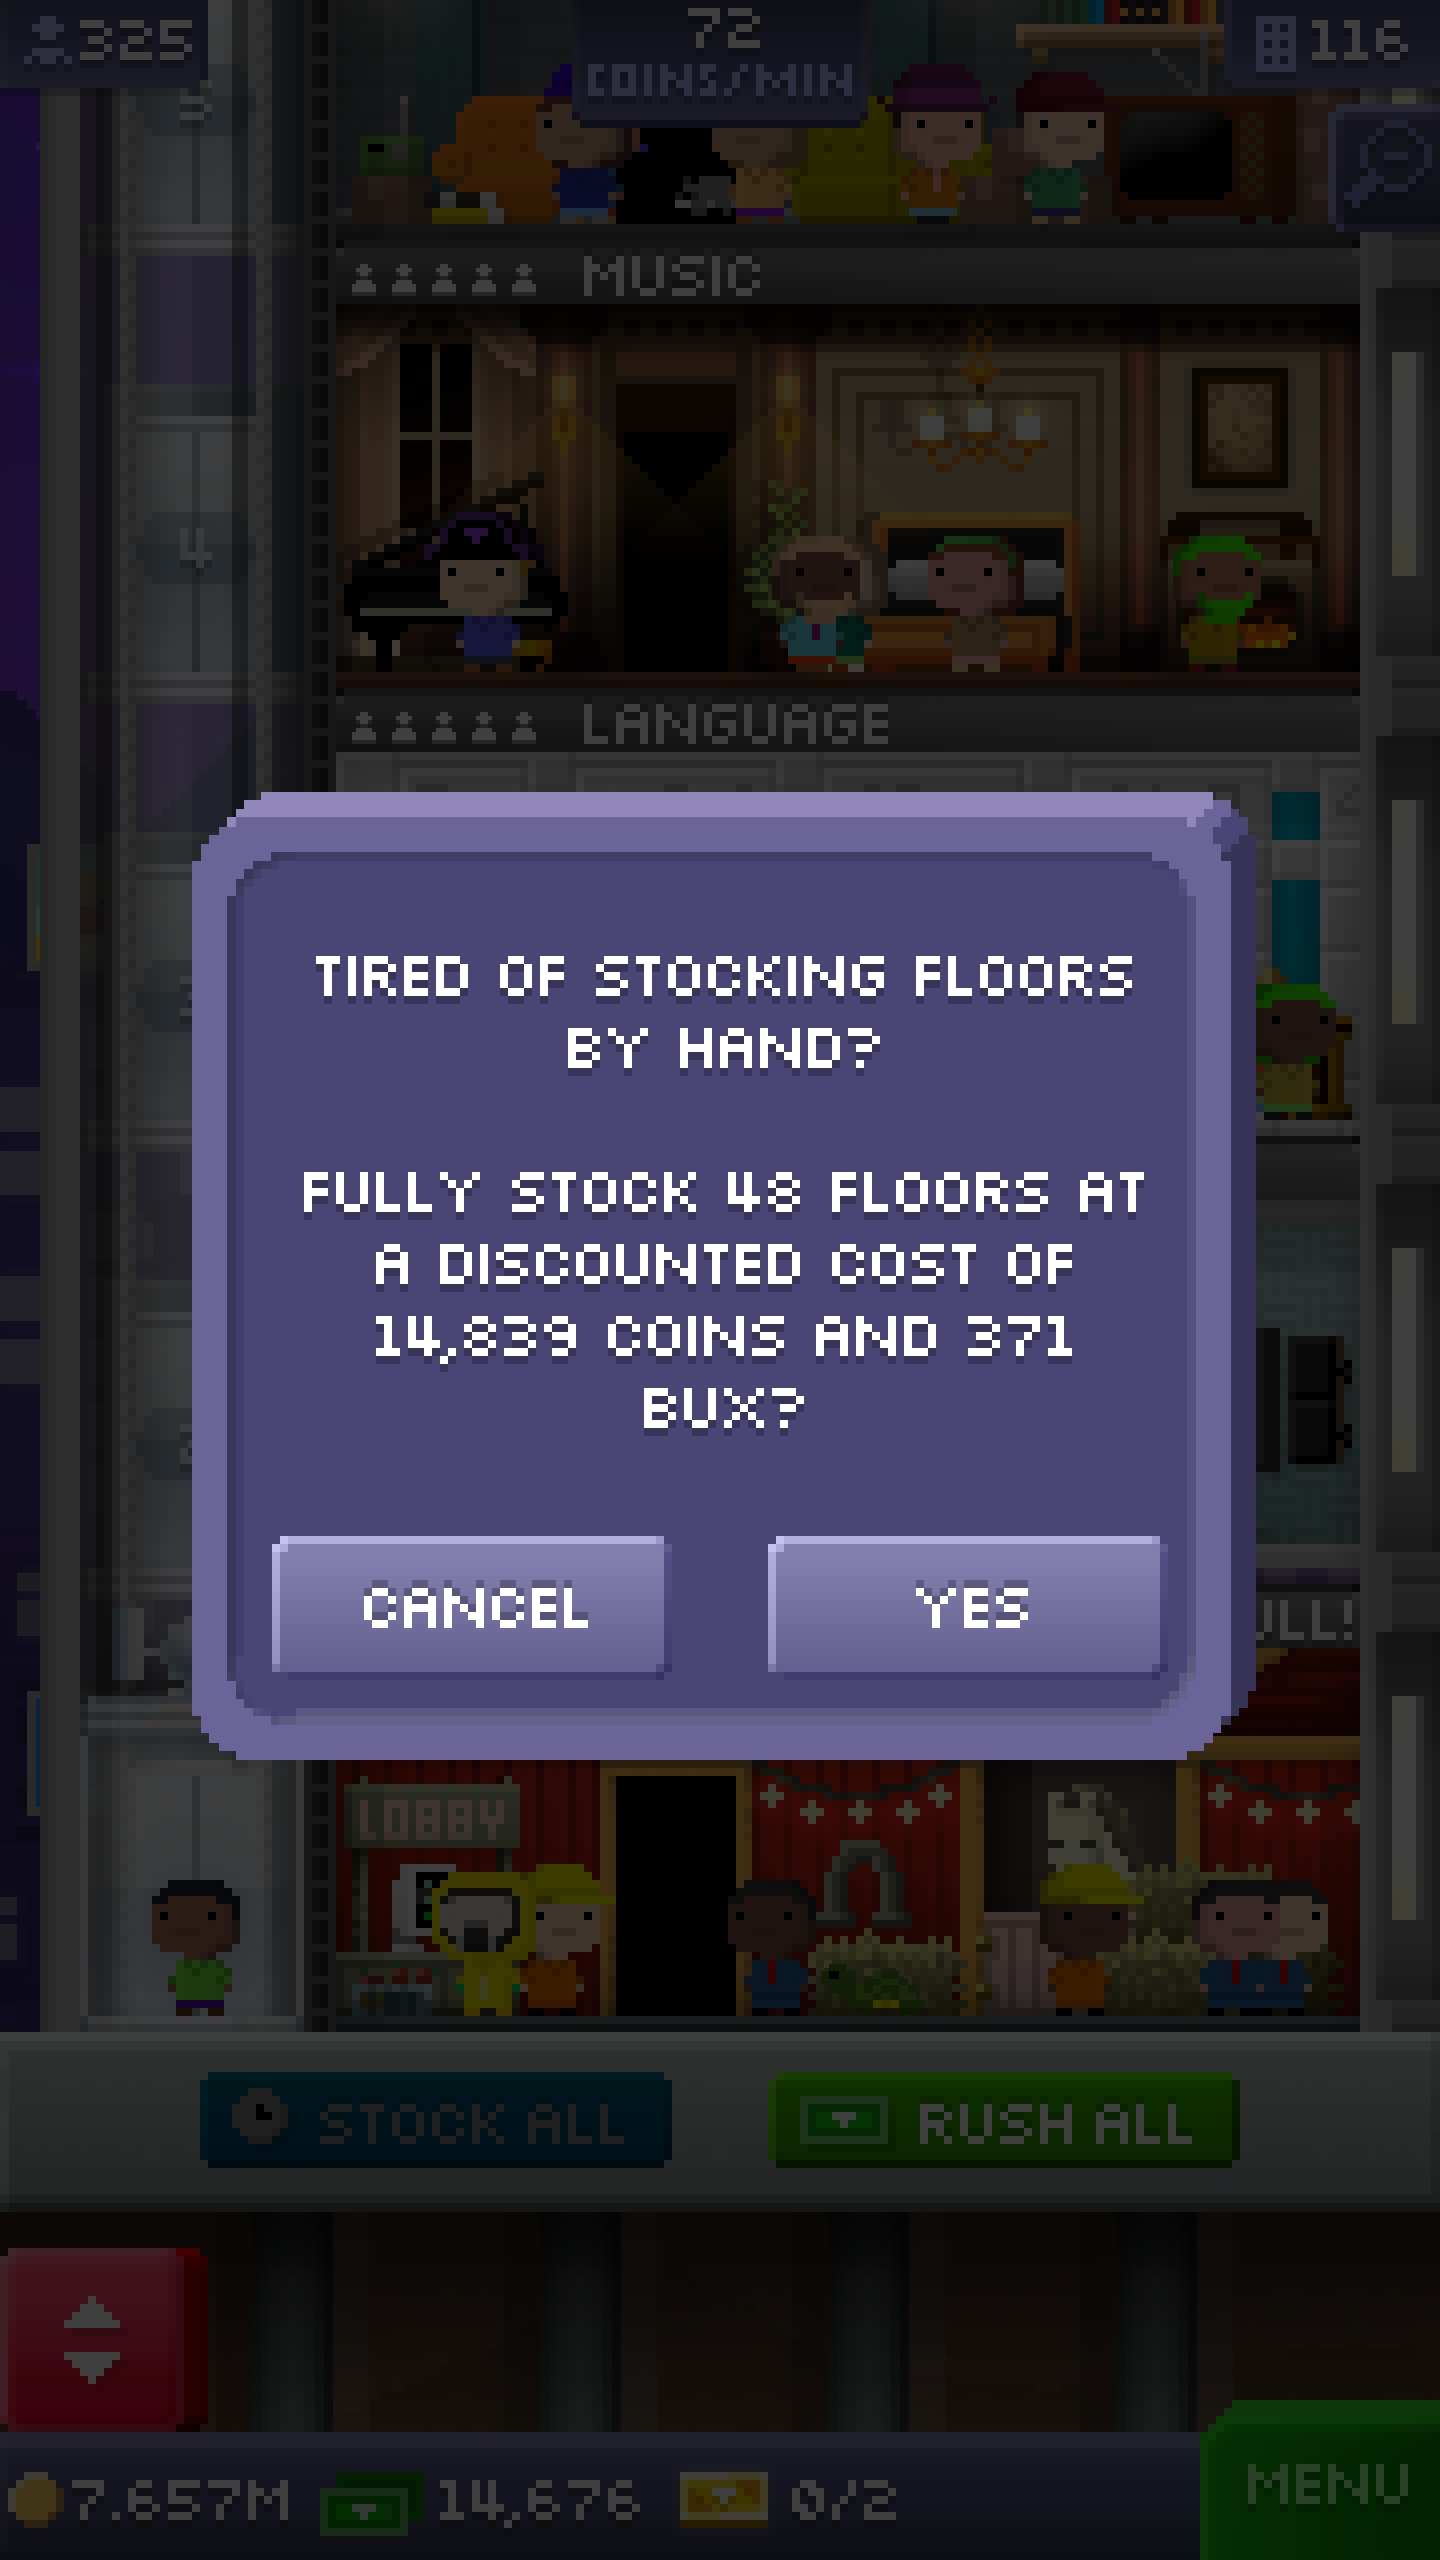 325
72
COINS/MIN
116
5
MUSIC
4
LANGUAGE
TIRED OF STOCKING FLOORS
BY HAND?
FULLY STOCK 48 FLOORS AT
A DISCOUNTED COST OF
14,839 COINS AND 371
BUX?
CANCEL
YES
LOBBY
STOCK ALL
RUSH ALL
7.657M
14,676
0/2
MENU